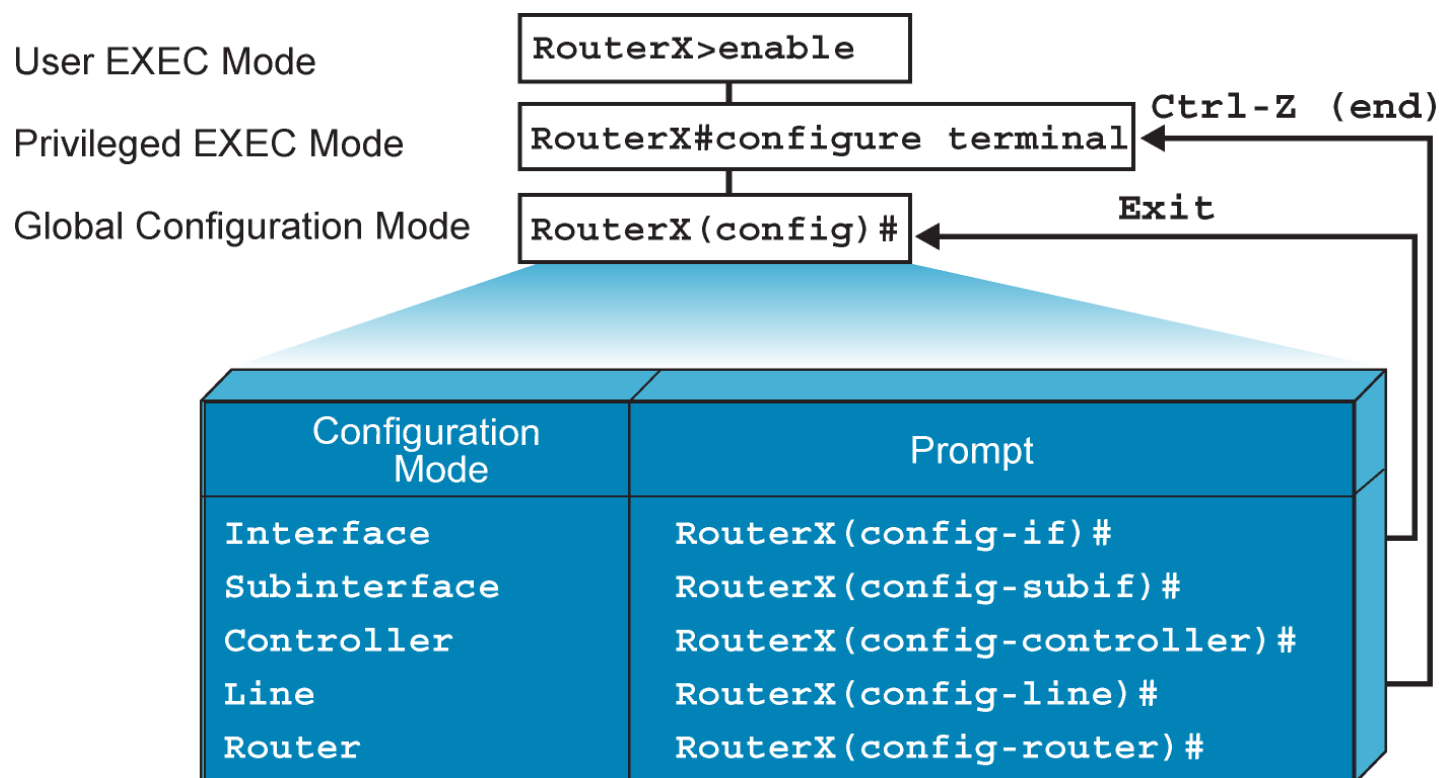 User EXEC Mode
RouterX>enable
Ctrl-Z (end)
Privileged EXEC Mode
RouterX#configure terminal
Exit
Global Configuration Mode
RouterX(config)#
Configuration
Mode
Prompt
Interface
RouterX(config-if)#
Subinterface
RouterX(config-subif)#
Controller
RouterX(config-controller)#
Line
RouterX(config-line)#
Router
RouterX(config-router)#